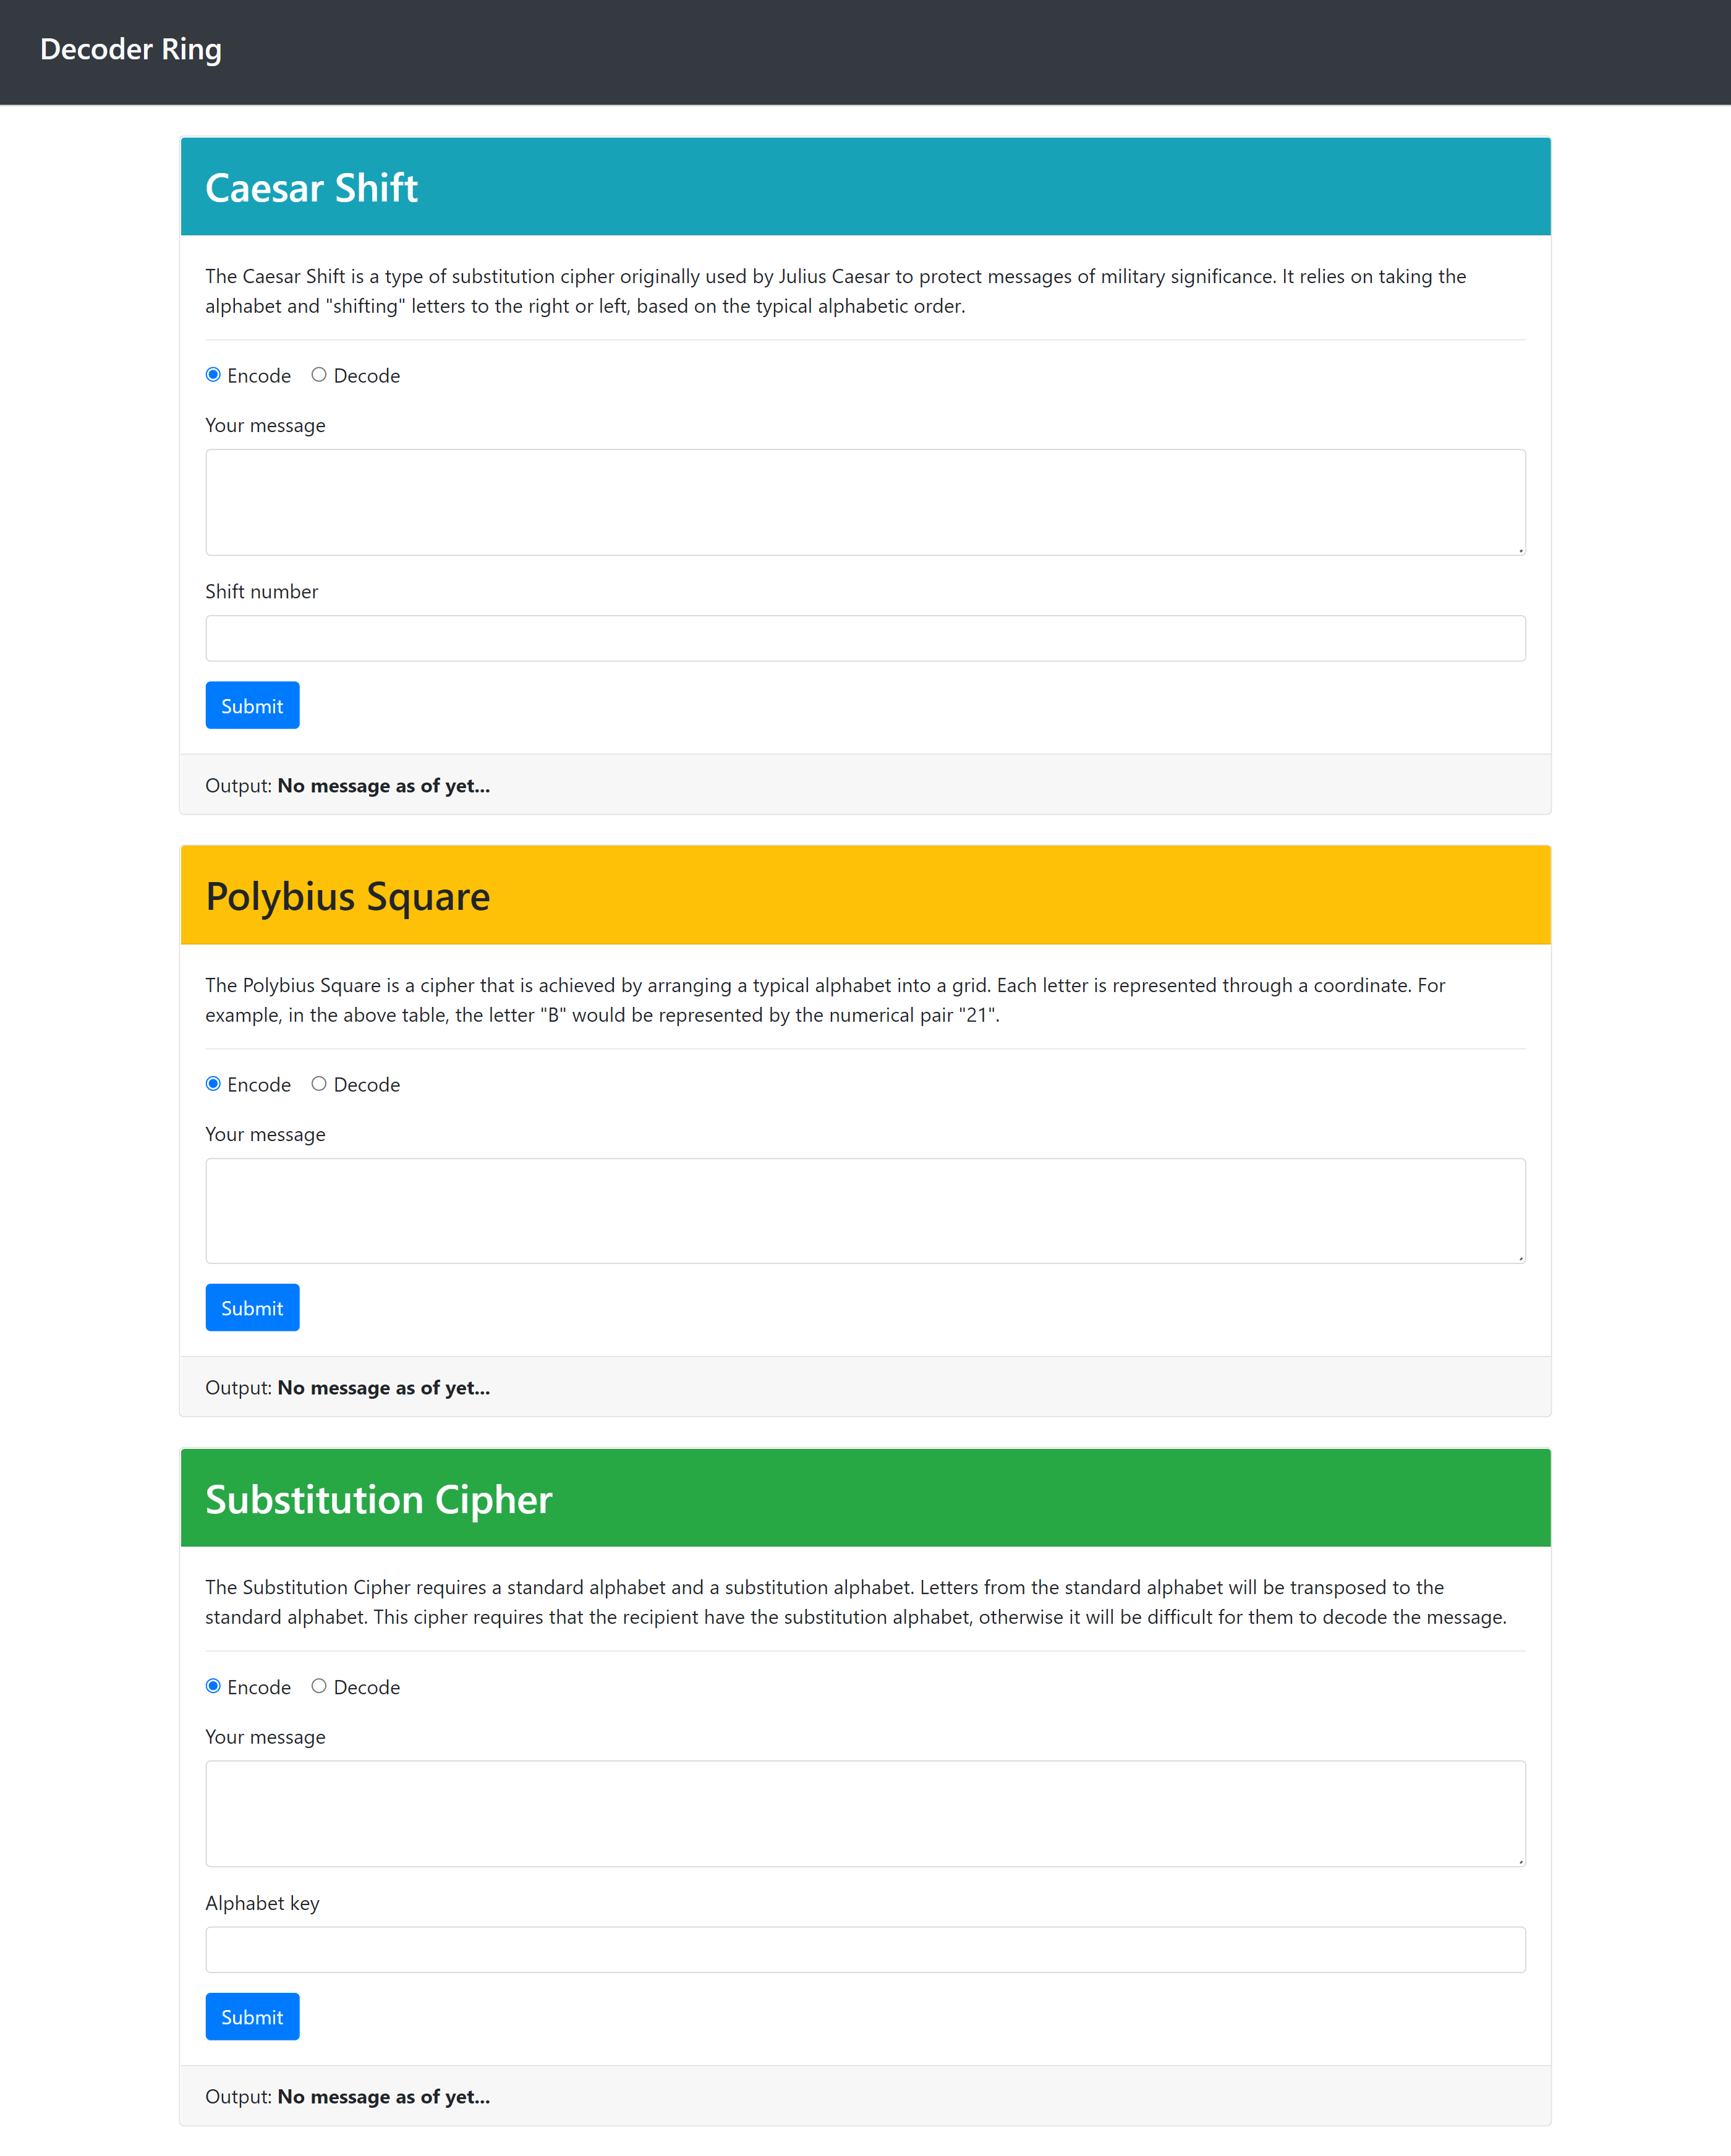 Decoder Ring
Caesar Shift
The Caesar Shift is a type of substitution cipher originally used by Julius Caesar to protect messages of military significance. It relies on taking the
alphabet and "shifting" letters to the right or left, based on the typical alphabetic order.
Encode Decode
Your message
Shift number
Submit
Output: No message as of yet...
Polybius Square
The Polybius Square is a cipher that is achieved by arranging a typical alphabet into a grid. Each letter is represented through a coordinate. For
example, in the above table, the letter "B" would be represented by the numerical pair "21".
Encode Decode
Your message
Submit
Output: No message as of yet...
Substitution Cipher
The Substitution Cipher requires a standard alphabet and a substitution alphabet. Letters from the standard alphabet will be transposed to the
standard alphabet. This cipher requires that the recipient have the substitution alphabet, otherwise it will be difficult for them to decode the message.
Encode Decode
Your message
Alphabet key
Submit
Output: No message as of yet...